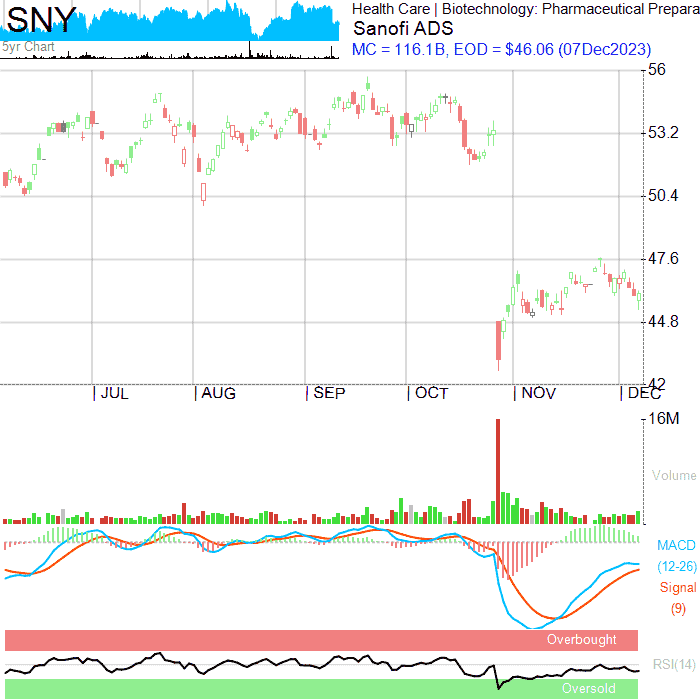 SNY
5yr Chart
Health Care | Biotechnology: Pharmaceutical Prepara
Sanofi ADS
MC = 116.1B, EOD = $46.06 (07Dec2023)
56
53.2
50.4
47.6
44.8
42
JUL AUG SEP OCT NOV DEC
16M
Volume
MACD
(12-26)
Signal
(9)
Overbought
RSI(14)
Oversold